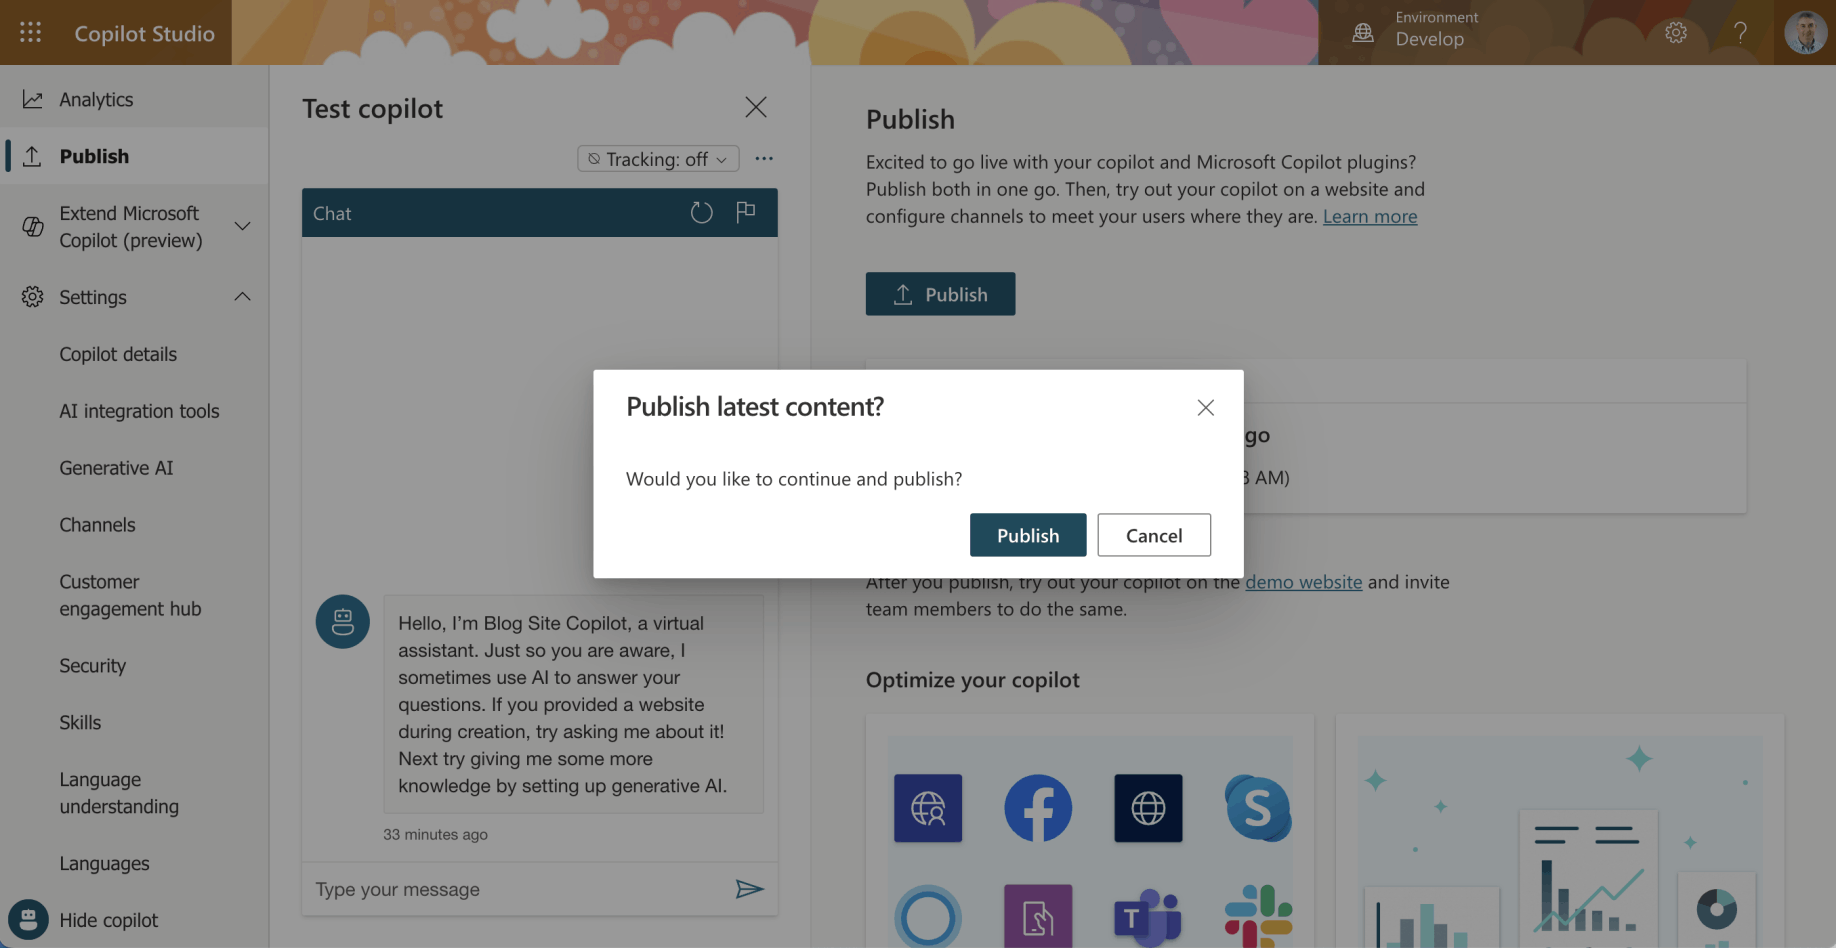 Copilot Studio
Environment
Develop
Analytics
Publish
Extend Microsoft
Copilot (preview)
Settings
Copilot details
AI integration tools
Generative AI
Channels
Customer
engagement hub
Security
Skills
Language
understanding
Languages
Hide copilot
Test copilot
Tracking: off
Chat
Hello, I'm Blog Site Copilot, a virtual
assistant. Just so you are aware, I
sometimes use AI to answer your
questions. If you provided a website
during creation, try asking me about it!
Next try giving me some more
knowledge by setting up generative AI.
33 minutes ago
Type your message
Publish
Excited to go live with your copilot and Microsoft Copilot plugins?
Publish both in one go. Then, try out your copilot on a website and
configure channels to meet your users where they are. Learn more
Publish
Publish latest content?
Would you like to continue and publish?
Publish
Cancel
go
AM)
After you publish, try out your copilot on the demo website and invite
team members to do the same.
Optimize your copilot
S
T